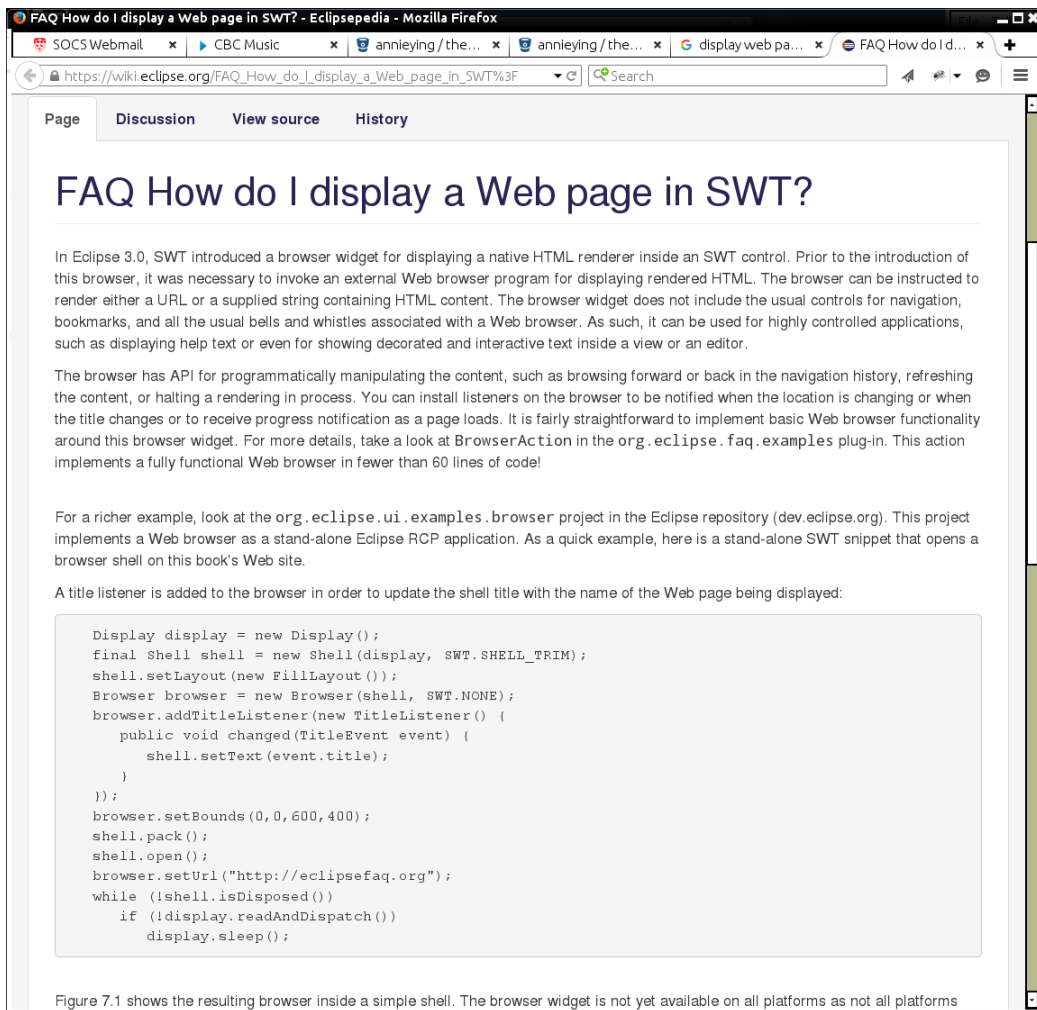 FAQ How do I display a Web page in SWT? - Eclipsepedia - Mozilla Firefox
SOCS Webmail
CBC Music
annieying / the...
annieying / the...
display web pa...
FAQ How do I d...
https://wiki.eclipse.org/FAQ_How_do_I_display_a_Web_page_in_SWT%3F
Search
Page
Discussion
View source
History
FAQ How do I display a Web page in SWT?
In Eclipse 3.0, SWT introduced a browser widget for displaying a native HTML renderer inside an SWT control. Prior to the introduction of
this browser, it was necessary to invoke an external Web browser program for displaying rendered HTML. The browser can be instructed to
render either a URL or a supplied string containing HTML content. The browser widget does not include the usual controls for navigation,
bookmarks, and all the usual bells and whistles associated with a Web browser. As such, it can be used for highly controlled applications,
such as displaying help text or even for showing decorated and interactive text inside a view or an editor.
The browser has API for programmatically manipulating the content, such as browsing forward or back in the navigation history, refreshing
the content, or halting a rendering in process. You can install listeners on the browser to be notified when the location is changing or when
the title changes or to receive progress notification as a page loads. It is fairly straightforward to implement basic Web browser functionality
around this browser widget. For more details, take a look at BrowserAction in the org.eclipse.faq.examples plug-in. This action
implements a fully functional Web browser in fewer than 60 lines of code!
For a richer example, look at the org.eclipse.ui.examples.browser project in the Eclipse repository (dev.eclipse.org). This project
implements a Web browser as a stand-alone Eclipse RCP application. As a quick example, here is a stand-alone SWT snippet that opens a
browser shell on this book's Web site.
A title listener is added to the browser in order to update the shell title with the name of the Web page being displayed:
Display display = new Display();
final Shell shell = new Shell(display, SWT.SHELL_TRIM);
shell.setLayout(new FillLayout());
Browser browser = new Browser(shell, SWT.NONE);
browser.addTitleListener(new TitleListener() {
public void changed(TitleEvent event) {
shell.setText(event.title);
}
});
browser.setBounds(0,0,600,400);
shell.pack();
shell.open();
browser.setUrl("http://eclipsefaq.org");
while (!shell.isDisposed())
if (!display.readAndDispatch())
display.sleep();
Figure 7.1 shows the resulting browser inside a simple shell. The browser widget is not yet available on all platforms as not all platforms